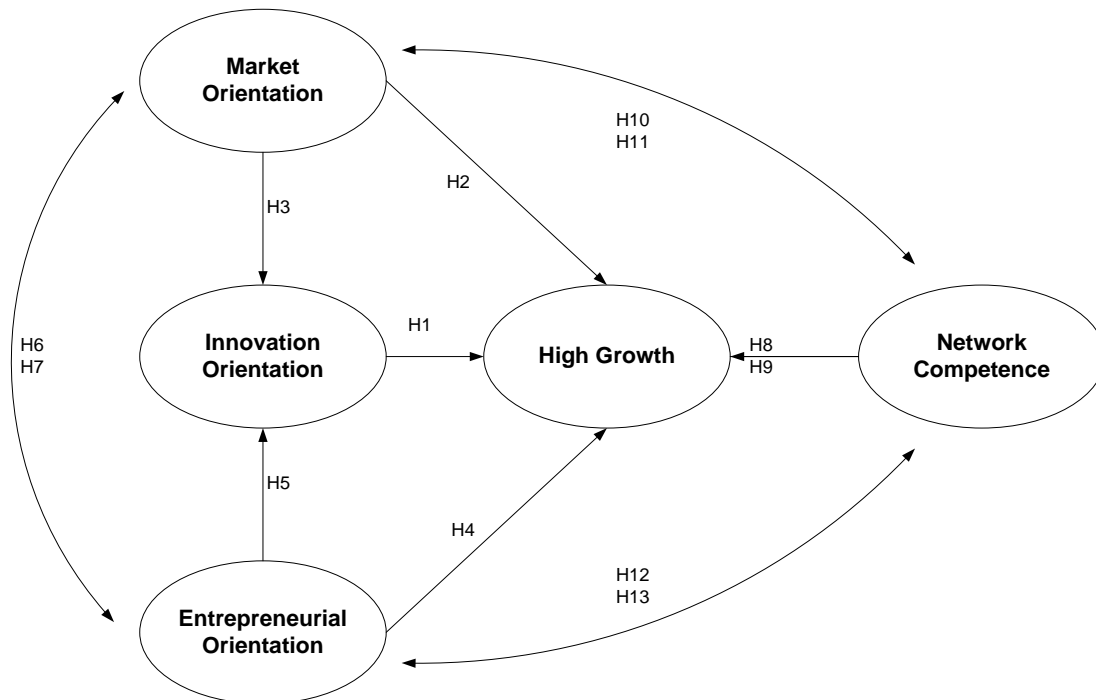 Market
Orientation
H10
H11
H2
H3
H6
H7
Innovation
Orientation
H1
High Growth
H8
H9
Network
Competence
H5
H4
H12
H13
Entrepreneurial
Orientation